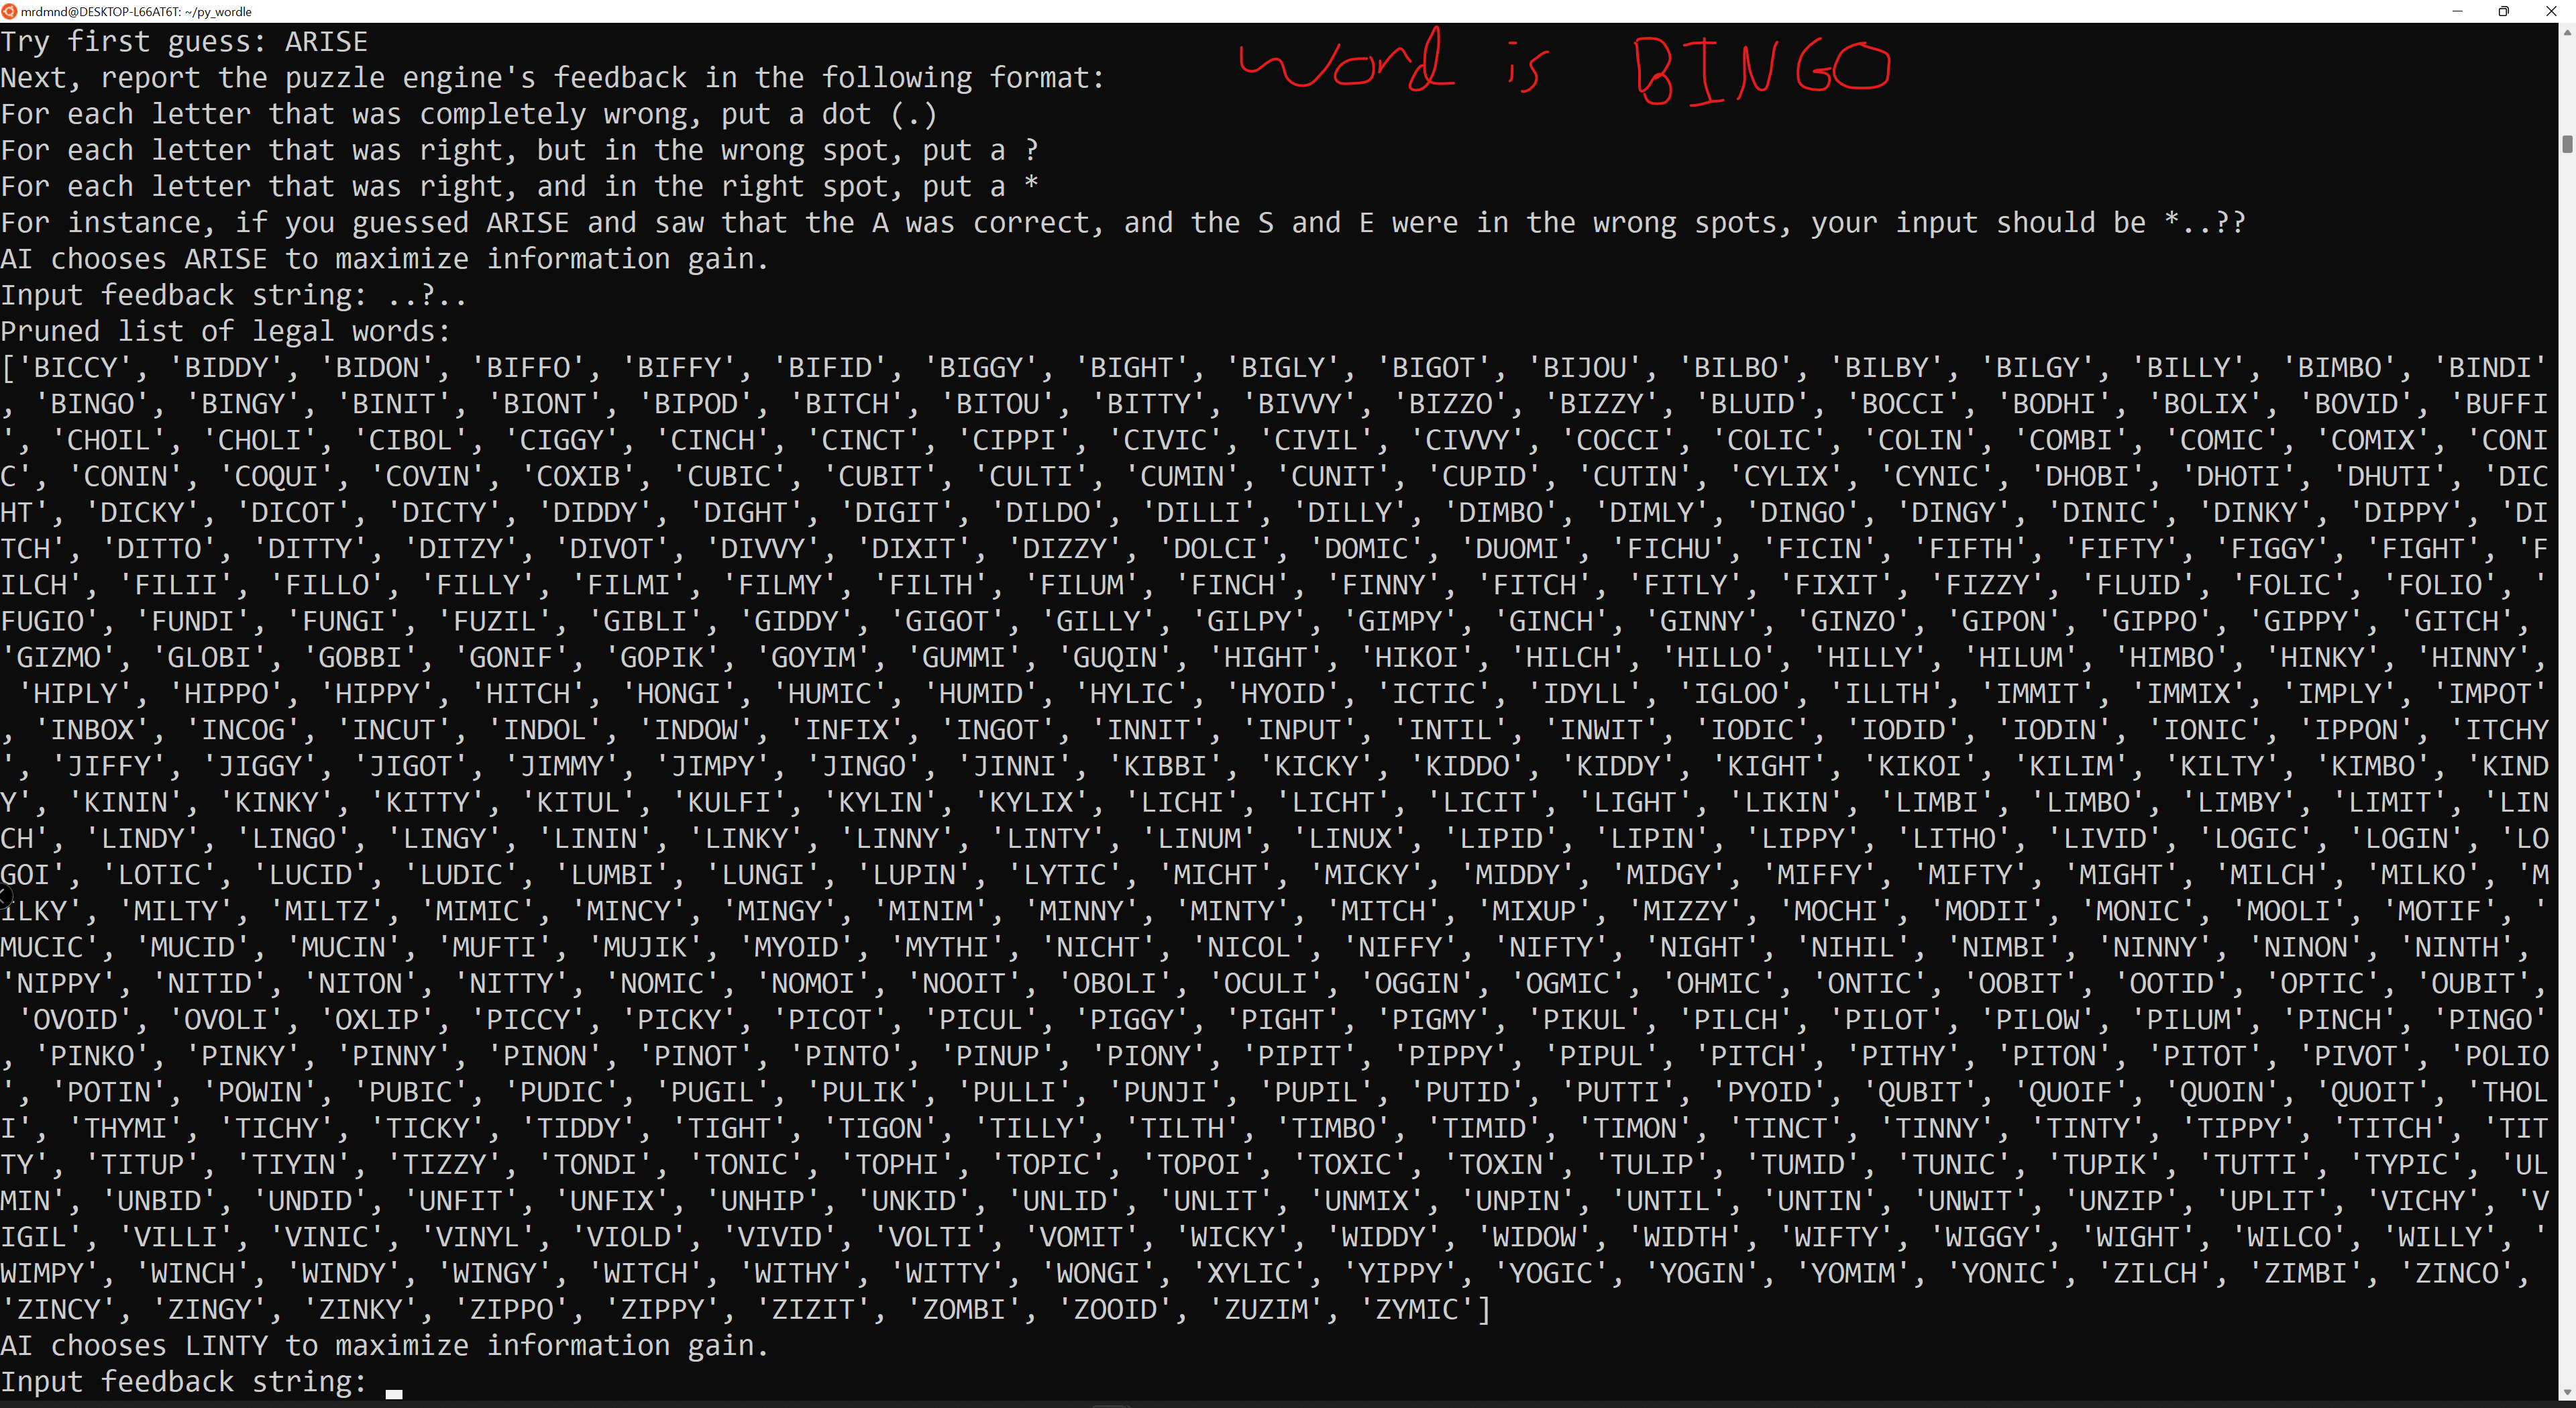 mrdmnd@DESKTOP-L66AT6T: ~/py_wordle
Try first guess: ARISE
word is BINGO
Next, report the puzzle engine's feedback in the following format:
For each letter that was completely wrong, put a dot (.)
For each letter that was right, but in the wrong spot, put a ?
For each letter that was right, and in the right spot, put a *
For instance, if you guessed ARISE and saw that the A was correct, and the S and E were in the wrong spots, your input should be *..??
AI chooses ARISE to maximize information gain.
Input feedback string: ..?..
Pruned list of legal words:
['BICCY', 'BIDDY', 'BIDON', 'BIFFO', 'BIFFY', 'BIFID', 'BIGGY', 'BIGHT', 'BIGLY', 'BIGOT', 'BIJOU', 'BILBO', 'BILBY', 'BILGY', 'BILLY', 'BIMBO', 'BINDI'
, 'BINGO', 'BINGY', 'BINIT', 'BIONT', 'BIPOD', 'BITCH', 'BITOU', 'BITTY', 'BIVVY', 'BIZZO', 'BIZZY', 'BLUID', 'BOCCI', 'BODHI', 'BOLIX', 'BOVID', 'BUFFI
', 'CHOIL', 'CHOLI', 'CIBOL', 'CIGGY', 'CINCH', 'CINCT', 'CIPPI', 'CIVIC', 'CIVIL', 'CIVVY', 'COCCI', 'COLIC', 'COLIN', 'COMBI', 'COMIC', 'COMIX', 'CONI
C', 'CONIN', 'COQUI', 'COVIN', 'COXIB', 'CUBIC', 'CUBIT', 'CULTI', 'CUMIN', 'CUNIT', 'CUPID', 'CUTIN', 'CYLIX', 'CYNIC', 'DHOBI', 'DHOTI', 'DHUTI', 'DIC
HT', 'DICKY', 'DICOT', 'DICTY', 'DIDDY', 'DIGHT', 'DIGIT', 'DILDO', 'DILLI', 'DILLY', 'DIMBO', 'DIMLY', 'DINGO', 'DINGY', 'DINIC', 'DINKY', 'DIPPY', 'DI
TCH', 'DITTO', 'DITTY', 'DITZY', 'DIVOT', 'DIVVY', 'DIXIT', 'DIZZY', 'DOLCI', 'DOMIC', 'DUOMI', 'FICHU', 'FICIN', 'FIFTH', 'FIFTY', 'FIGGY', 'FIGHT', 'F
ILCH', 'FILII', 'FILLO', 'FILLY', 'FILMI', 'FILMY', 'FILTH', 'FILUM', 'FINCH', 'FINNY', 'FITCH', 'FITLY', 'FIXIT', 'FIZZY', 'FLUID', 'FOLIC', 'FOLIO', '
FUGIO', 'FUNDI', 'FUNGI', 'FUZIL', 'GIBLI', 'GIDDY', 'GIGOT', 'GILLY', 'GILPY', 'GIMPY', 'GINCH', 'GINNY', 'GINZO', 'GIPON', 'GIPPO', 'GIPPY', 'GITCH',
'GIZMO', 'GLOBI', 'GOBBI', 'GONIF', 'GOPIK', 'GOYIM', 'GUMMI', 'GUQIN', 'HIGHT', 'HIKOI', 'HILCH', 'HILLO', 'HILLY', 'HILUM', 'HIMBO', 'HINKY', 'HINNY',
'HIPLY', 'HIPPO', 'HIPPY', 'HITCH', 'HONGI', 'HUMIC', 'HUMID', 'HYLIC', 'HYOID', 'ICTIC', 'IDYLL', 'IGLOO', 'ILLTH', 'IMMIT', 'IMMIX', 'IMPLY', 'IMPOT'
, 'INBOX', 'INCOG', 'INCUT', 'INDOL', 'INDOW', 'INFIX', 'INGOT', 'INNIT', 'INPUT', 'INTIL', 'INWIT', 'IODIC', 'IODID', 'IODIN', 'IONIC', 'IPPON', 'ITCHY
', 'JIFFY', 'JIGGY', 'JIGOT', 'JIMMY', 'JIMPY', 'JINGO', 'JINNI', 'KIBBI', 'KICKY', 'KIDDO', 'KIDDY', 'KIGHT', 'KIKOI', 'KILIM', 'KILTY', 'KIMBO', 'KIND
Y', 'KININ', 'KINKY', 'KITTY', 'KITUL', 'KULFI', 'KYLIN', 'KYLIX', 'LICHI', 'LICHT', 'LICIT', 'LIGHT', 'LIKIN', 'LIMBI', 'LIMBO', 'LIMBY', 'LIMIT', 'LIN
CH', 'LINDY', 'LINGO', 'LINGY', 'LININ', 'LINKY', 'LINNY', 'LINTY', 'LINUM', 'LINUX', 'LIPID', 'LIPIN', 'LIPPY', 'LITHO', 'LIVID', 'LOGIC', 'LOGIN', 'LO
GOI', 'LOTIC', 'LUCID', 'LUDIC', 'LUMBI', 'LUNGI', 'LUPIN', 'LYTIC', 'MICHT', 'MICKY', 'MIDDY', 'MIDGY', 'MIFFY', 'MIFTY', 'MIGHT', 'MILCH', 'MILKO', 'M
ILKY', 'MILTY', 'MILTZ', 'MIMIC', 'MINCY', 'MINGY', 'MINIM', 'MINNY', 'MINTY', 'MITCH', 'MIXUP', 'MIZZY', 'MOCHI', 'MODII', 'MONIC', 'MOOLI', 'MOTIF', '
MUCIC', 'MUCID', 'MUCIN', 'MUFTI', 'MUJIK', 'MYOID', 'MYTHI', 'NICHT', 'NICOL', 'NIFFY', 'NIFTY', 'NIGHT', 'NIHIL', 'NIMBI', 'NINNY', 'NINON', 'NINTH',
'NIPPY', 'NITID', 'NITON', 'NITTY', 'NOMIC', 'NOMOI', 'NOOIT', 'OBOLI', 'OCULI', 'OGGIN', 'OGMIC', 'OHMIC', 'ONTIC', 'OOBIT', 'OOTID', 'OPTIC', 'OUBIT',
'OVOID', 'OVOLI', 'OXLIP', 'PICCY', 'PICKY', 'PICOT', 'PICUL', 'PIGGY', 'PIGHT', 'PIGMY', 'PIKUL', 'PILCH', 'PILOT', 'PILOW', 'PILUM', 'PINCH', 'PINGO'
, 'PINKO', 'PINKY', 'PINNY', 'PINON', 'PINOT', 'PINTO', 'PINUP', 'PIONY', 'PIPIT', 'PIPPY', 'PIPUL', 'PITCH', 'PITHY', 'PITON', 'PITOT', 'PIVOT', 'POLIO
', 'POTIN', 'POWIN', 'PUBIC', 'PUDIC', 'PUGIL', 'PULIK', 'PULLI', 'PUNJI', 'PUPIL', 'PUTID', 'PUTTI', 'PYOID', 'QUBIT', 'QUOIF', 'QUOIN', 'QUOIT', 'THOL
I', 'THYMI', 'TICHY', 'TICKY', 'TIDDY', 'TIGHT', 'TIGON', 'TILLY', 'TILTH', 'TIMBO', 'TIMID', 'TIMON', 'TINCT', 'TINNY', 'TINTY', 'TIPPY', 'TITCH', 'TIT
TY', 'TITUP', 'TIYIN', 'TIZZY', 'TONDI', 'TONIC', 'TOPHI', 'TOPIC', 'TOPOI', 'TOXIC', 'TOXIN', 'TULIP', 'TUMID', 'TUNIC', 'TUPIK', 'TUTTI', 'TYPIC', 'UL
MIN', 'UNBID', 'UNDID', 'UNFIT', 'UNFIX', 'UNHIP', 'UNKID', 'UNLID', 'UNLIT', 'UNMIX', 'UNPIN', 'UNTIL', 'UNTIN', 'UNWIT', 'UNZIP', 'UPLIT', 'VICHY', 'V
IGIL', 'VILLI', 'VINIC', 'VINYL', 'VIOLD', 'VIVID', 'VOLTI', 'VOMIT', 'WICKY', 'WIDDY', 'WIDOW', 'WIDTH', 'WIFTY', 'WIGGY', 'WIGHT', 'WILCO', 'WILLY', '
WIMPY', 'WINCH', 'WINDY', 'WINGY', 'WITCH', 'WITHY', 'WITTY', 'WONGI', 'XYLIC', 'YIPPY', 'YOGIC', 'YOGIN', 'YOMIM', 'YONIC', 'ZILCH', 'ZIMBI', 'ZINCO',
'ZINCY', 'ZINGY', 'ZINKY', 'ZIPPO', 'ZIPPY', 'ZIZIT', 'ZOMBI', 'ZOOID', 'ZUZIM', 'ZYMIC']
AI chooses LINTY to maximize information gain.
Input feedback string: